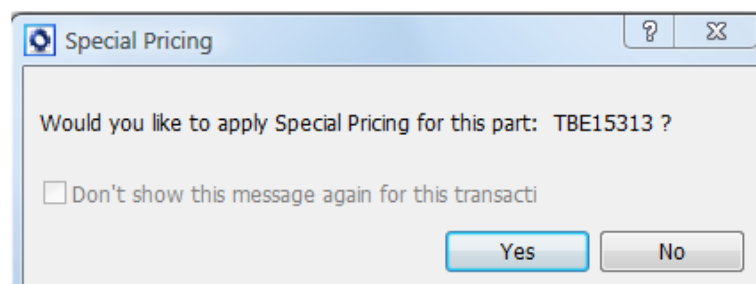 Special Pricing
Would you like to apply Special Pricing for this part: TBE15313 ?
Don't show this message again for this transacti
Yes
No